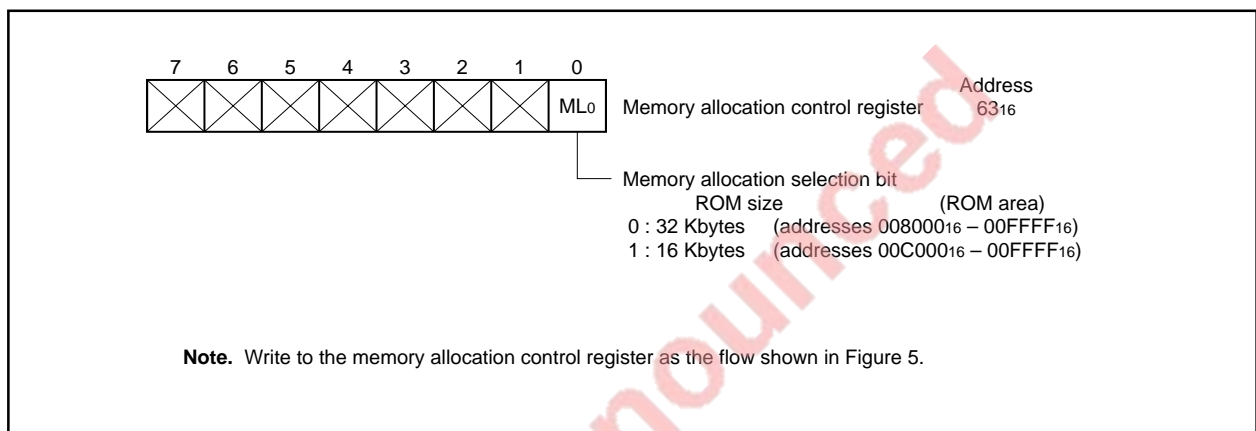 7 6 5 4 3 2 1 0
Address
ML0 Memory allocation control register 6316
Memory allocation selection bit
ROM size (ROM area)
0 : 32 Kbytes (addresses 00800016 – 00FFFF16)
1 : 16 Kbytes (addresses 00C00016 – 00FFFF16)
Note. Write to the memory allocation control register as the flow shown in Figure 5.
nounced